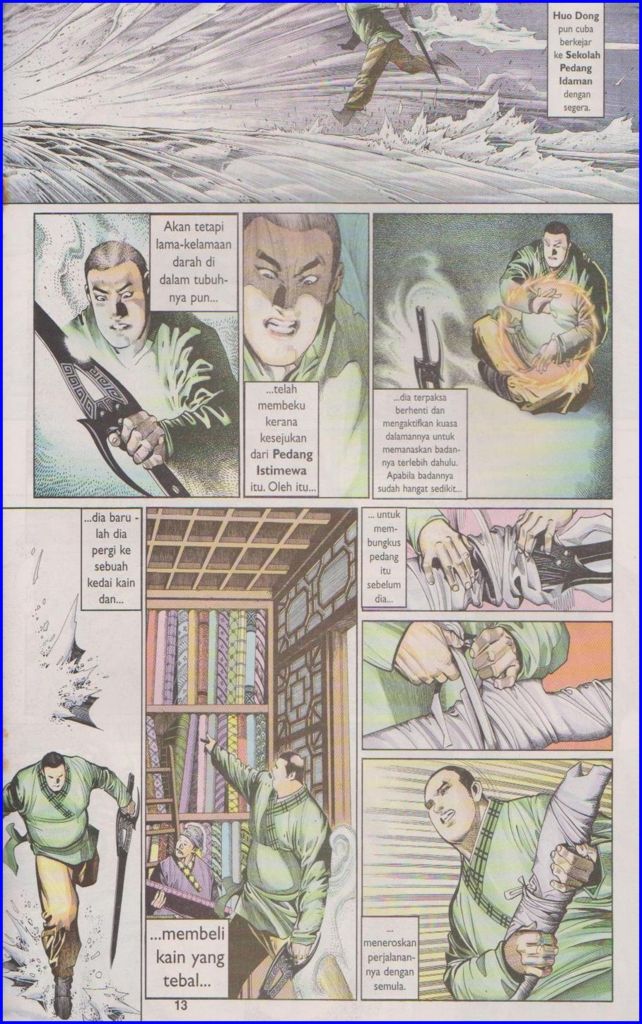 Huo Dong
pun cuba
berkejar
ke Sekolah
Pedang
Idaman
dengan
segera.
Akan tetapi
lama-kelamaan
darah di
dalam tubuh-
nya pun...
...telah
membeku
kerana
kesejukan
dari Pedang
Istimewa
itu. Oleh itu...
...dia terpaksa
berhenti dan
mengaktifkan kuasa
dalamannya untuk
memanaskan badan-
nya terlebih dahulu.
Apabila badannya
sudah hangat sedikit...
...dia baru -
lah dia
pergi ke
sebuah
kedai kain
dan...
...membeli
kain yang
tebal...
... untuk
mem-
bungkus
pedang
itu
sebelum
dia...
...
meneroskan
perjalanan-
nya dengan
semula.
13